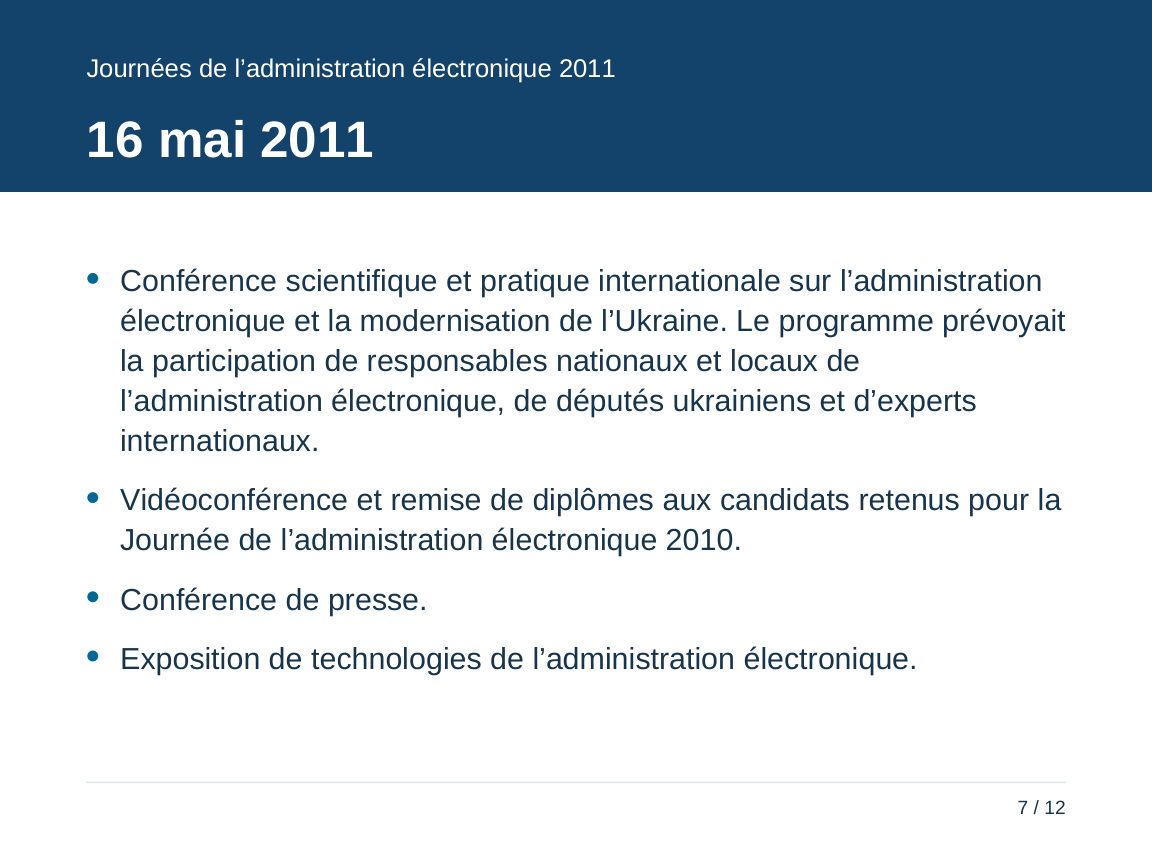 Journées de l’administration électronique 2011
16 mai 2011
• Conférence scientifique et pratique internationale sur l’administration
électronique et la modernisation de l’Ukraine. Le programme prévoyait
la participation de responsables nationaux et locaux de
l’administration électronique, de députés ukrainiens et d’experts
internationaux.
• Vidéoconférence et remise de diplômes aux candidats retenus pour la
Journée de l’administration électronique 2010.
• Conférence de presse.
• Exposition de technologies de l’administration électronique.
7 / 12